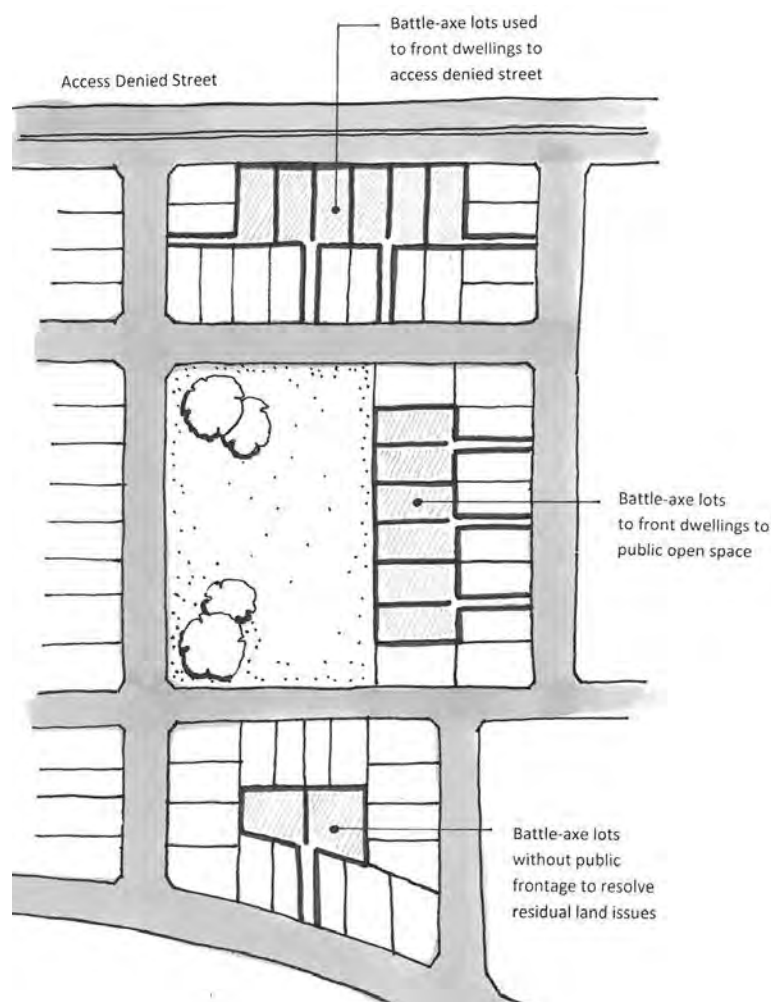 Battle-axe lots used
to front dwellings to
access denied street
Access Denied Street
Battle-axe lots
to front dwellings to
public open space
Battle-axe lots
without public
frontage to resolve
residual land issues